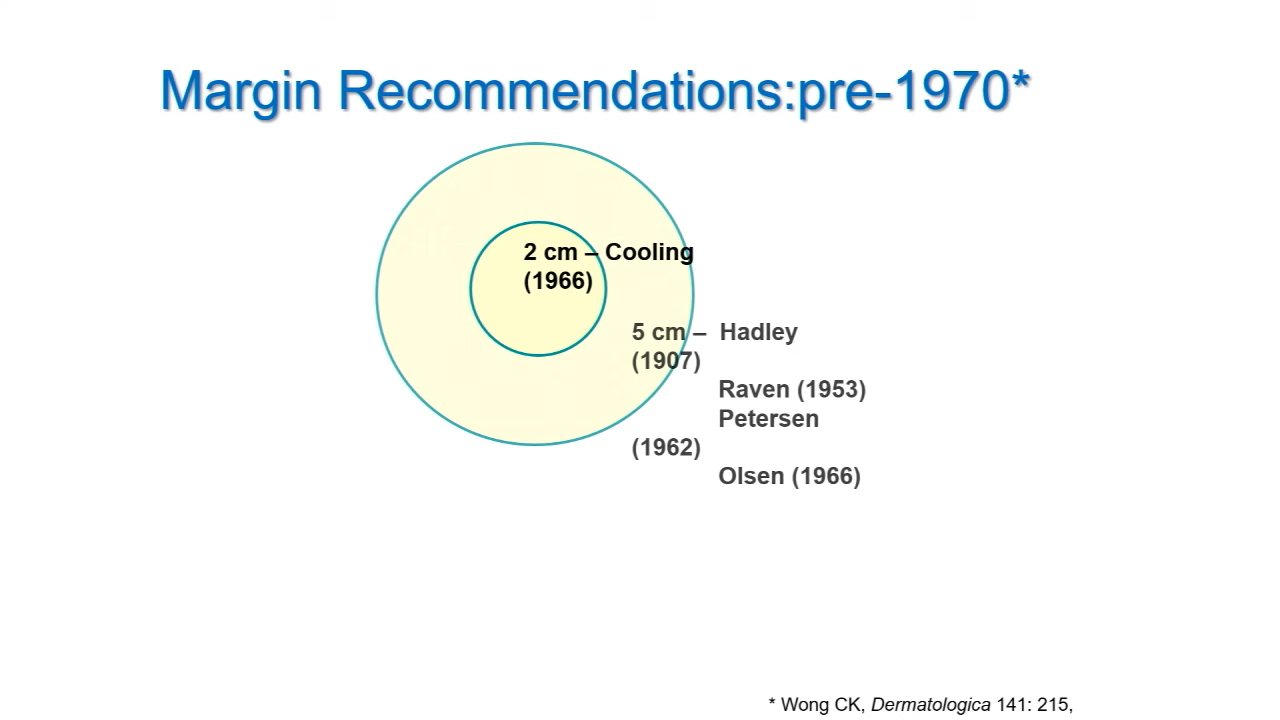 Margin Recommendations:pre-1970*
2 cm – Cooling
(1966)
5 cm – Hadley
(1907)
Raven (1953)
Petersen
(1962)
Olsen (1966)
* Wong CK, Dermatologica 141: 215,